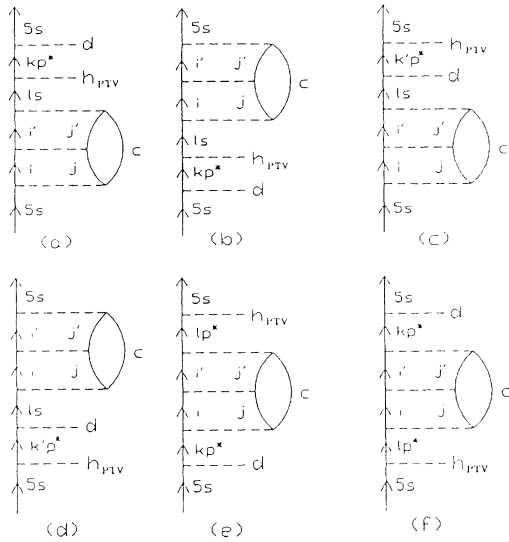 5s
d
kp*
h_PTV
ls
i' j'
i j
c
5s
(a)
5s
i' j'
i j
c
ls
h_PTV
kp*
d
5s
(b)
5s
h_PTV
k'p*
d
ls
i' j'
i j
c
5s
(c)
5s
i' j'
i j
c
ls
d
k'p*
h_PTV
5s
(d)
5s
h_PTV
lp*
i' j'
i j
c
kp*
d
5s
(e)
5s
d
kp*
i' j'
i j
c
lp*
h_PTV
5s
(f)